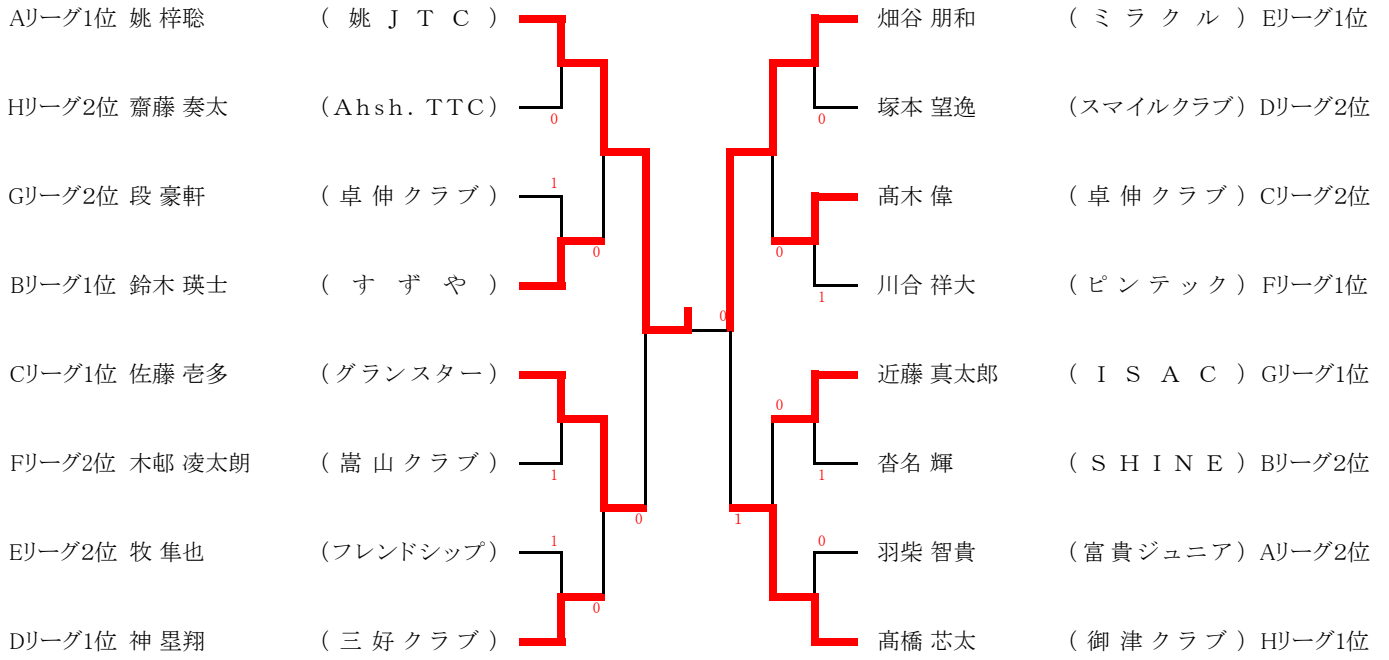 Aリーグ1位 姚 梓聡 （ 姚 J T C ） 畑谷 朋和 （ ミ ラ ク ル ） Eリーグ1位
Hリーグ2位 齋藤 奏太 （Ahsh. TTC） 塚本 望逸 （スマイルクラブ） Dリーグ2位
0 0
Gリーグ2位 段 豪軒 （ 卓 伸 ク ラ ブ ） 1 髙木 偉 （ 卓 伸 ク ラ ブ ） Cリーグ2位
0 0
Bリーグ1位 鈴木 瑛士 （ す ず や ） 川合 祥大 （ ピ ン テ ッ ク ） Fリーグ1位
1
0
Cリーグ1位 佐藤 壱多 （グランスター） 近藤 真太郎 （ I S A C ） Gリーグ1位
0
Fリーグ2位 木邨 凌太朗 （ 嵩 山 ク ラ ブ ） 沓名 輝 （ S H I N E ） Bリーグ2位
1 1
0 1
Eリーグ2位 牧 隼也 （フレンドシップ） 1 0 羽柴 智貴 （富貴ジュニア） Aリーグ2位
0
Dリーグ1位 神 塁翔 （ 三 好 ク ラ ブ ） 髙橋 芯太 （ 御 津 ク ラ ブ ） Hリーグ1位